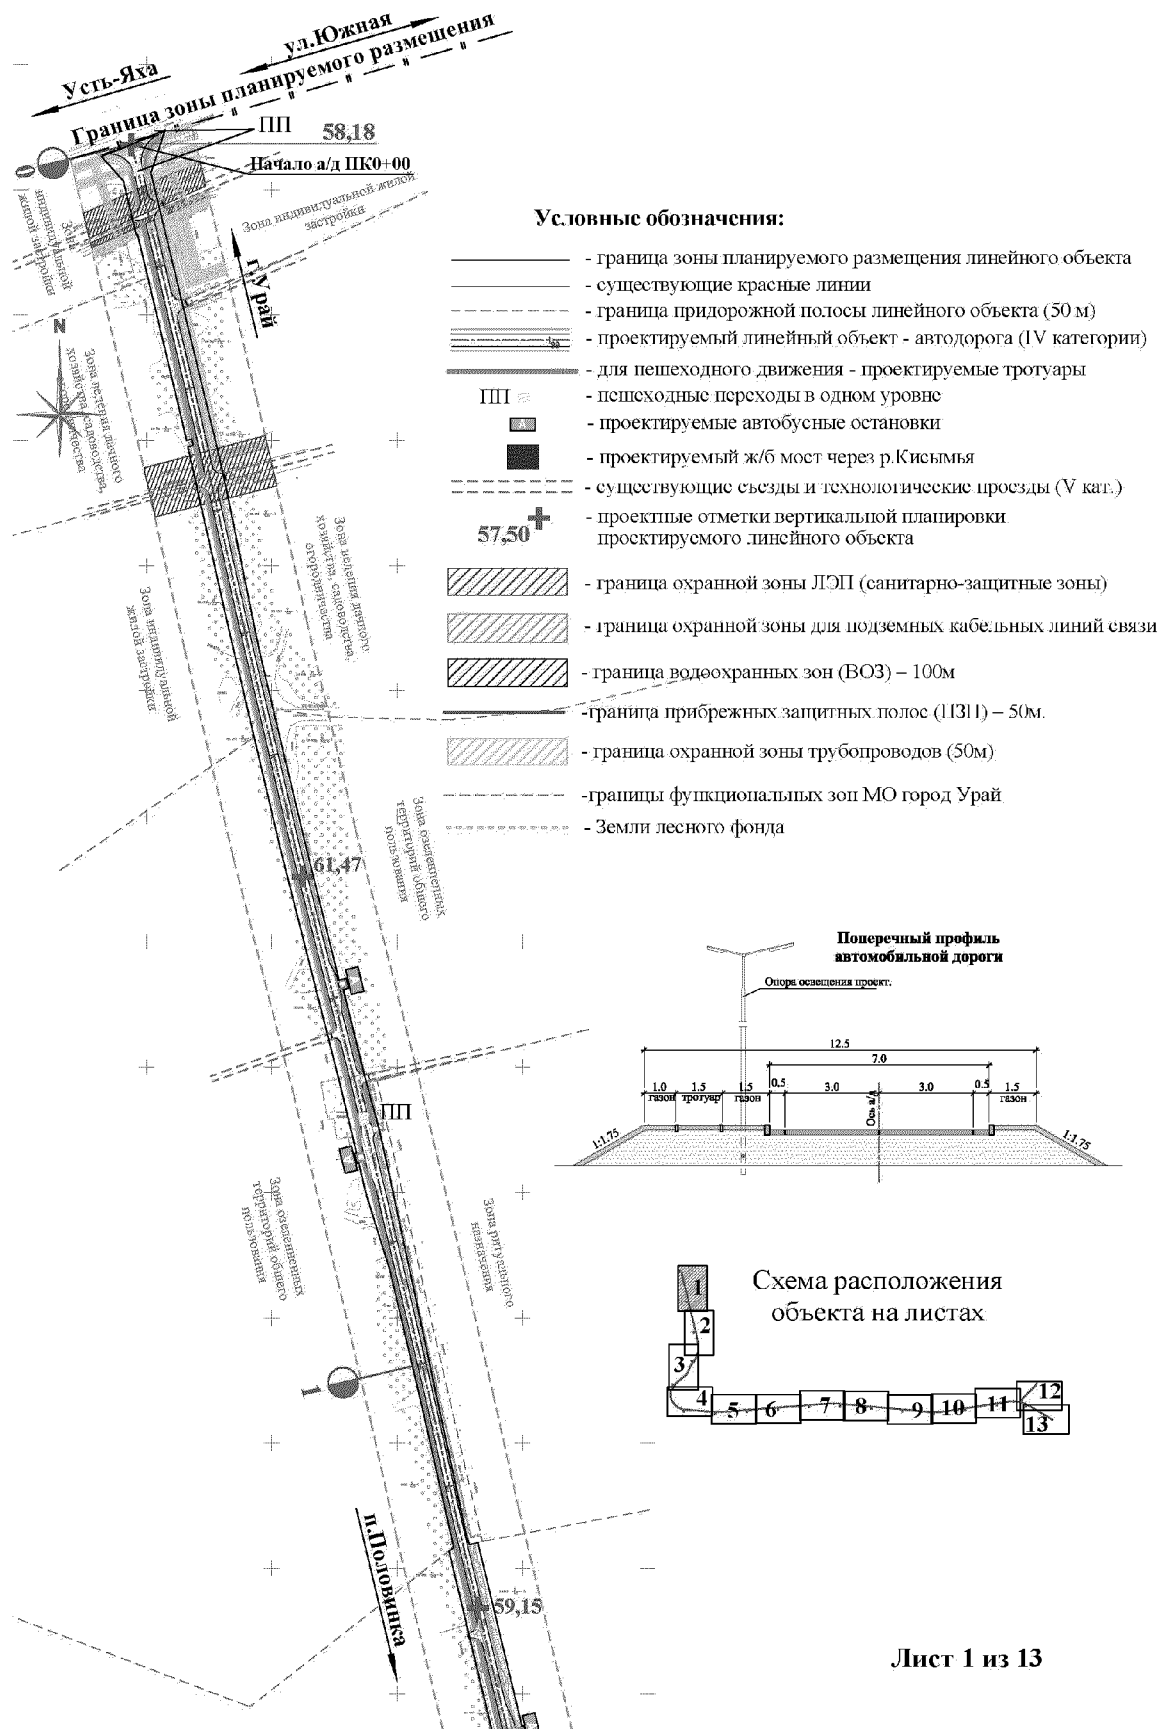 ул.Южная
Усть-Яха
Граница зоны планируемого размещения
ПП
58,18
Начало а/д ПК0+00
0
Зона
индивидуальной
жилой застройки
Зона индивидуальной жилой
застройки
г.Урай
N
Зона ведения дачного
хозяйства, садоводства,
огородничества
Зона ведения дачного
хозяйства, садоводства,
огородничества
Зона индивидуальной
жилой застройки
61,47
Зона озелененных
территорий общего
пользования
ПП
Зона озелененных
территорий общего
пользования
Зона ритуального
назначения
1
п.Половинка
59,15
Условные обозначения:
- граница зоны планируемого размещения линейного объекта
- существующие красные линии
- граница придорожной полосы линейного объекта (50 м)
- проектируемый линейный объект - автодорога (IV категории)
- для пешеходного движения - проектируемые тротуары
ПП - пешеходные переходы в одном уровне
А - проектируемые автобусные остановки
- проектируемый ж/б мост через р.Кисымья
- существующие съезды и технологические проезды (V кат.)
57,50 - проектные отметки вертикальной планировки
проектируемого линейного объекта
- граница охранной зоны ЛЭП (санитарно-защитные зоны)
- граница охранной зоны для подземных кабельных линий связи
- граница водоохранных зон (ВОЗ) – 100м
-граница прибрежных защитных полос (ПЗП) – 50м.
- граница охранной зоны трубопроводов (50м)
-границы функциональных зон МО город Урай
- Земли лесного фонда
Поперечный профиль
автомобильной дороги
Опора освещения проект.
12.5
7.0
1.0 1.5 1.5 0.5 3.0 3.0 0.5 1.5
газон тротуар газон газон
Ось а/д
1:1.75
1:1.75
Схема расположения
объекта на листах
1
2
3
4 5 6 7 8 9 10 11 12
13
Лист 1 из 13